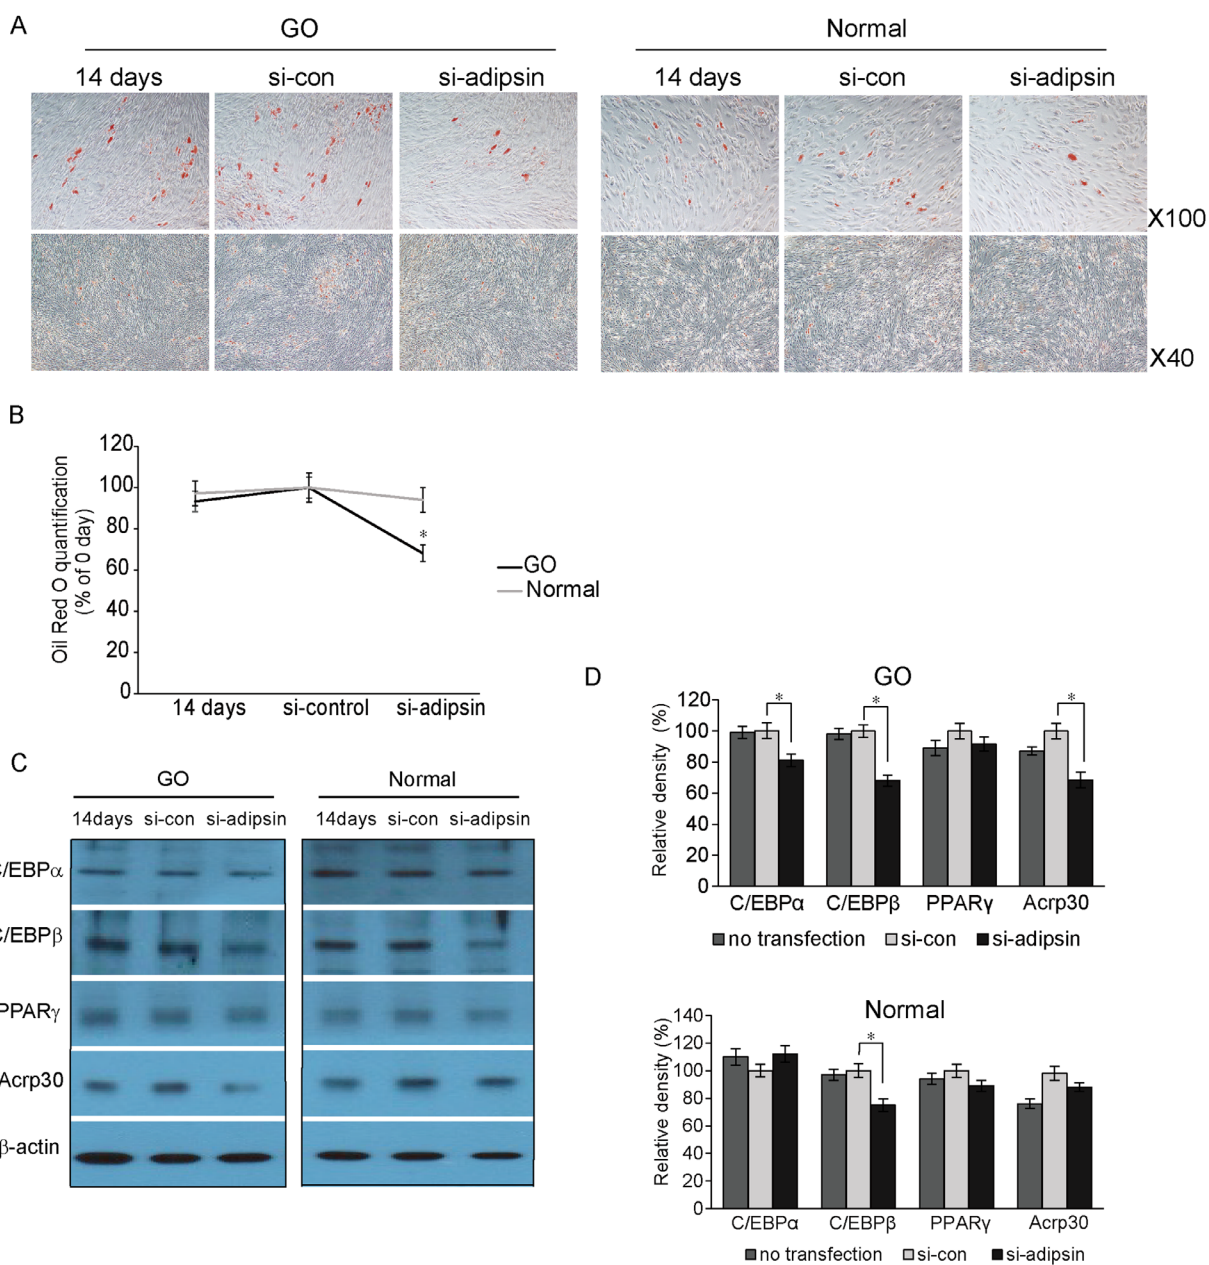 A
GO
Normal
14 days si-con si-adipsin
14 days si-con si-adipsin
X100
X40
B
120
100
80
60
40
20
0
Oil Red O quantification
(% of 0 day)
*
GO
Normal
14 days si-control si-adipsin
C
GO
Normal
14days si-con si-adipsin
14days si-con si-adipsin
C/EBPα
C/EBPβ
PPARγ
Acrp30
β-actin
D
GO
Relative density (%)
120
100
80
60
40
20
0
* * *
C/EBPα C/EBPβ PPARγ Acrp30
no transfection si-con si-adipsin
Normal
Relative density (%)
140
120
100
80
60
40
20
0
*
C/EBPα C/EBPβ PPARγ Acrp30
no transfection si-con si-adipsin